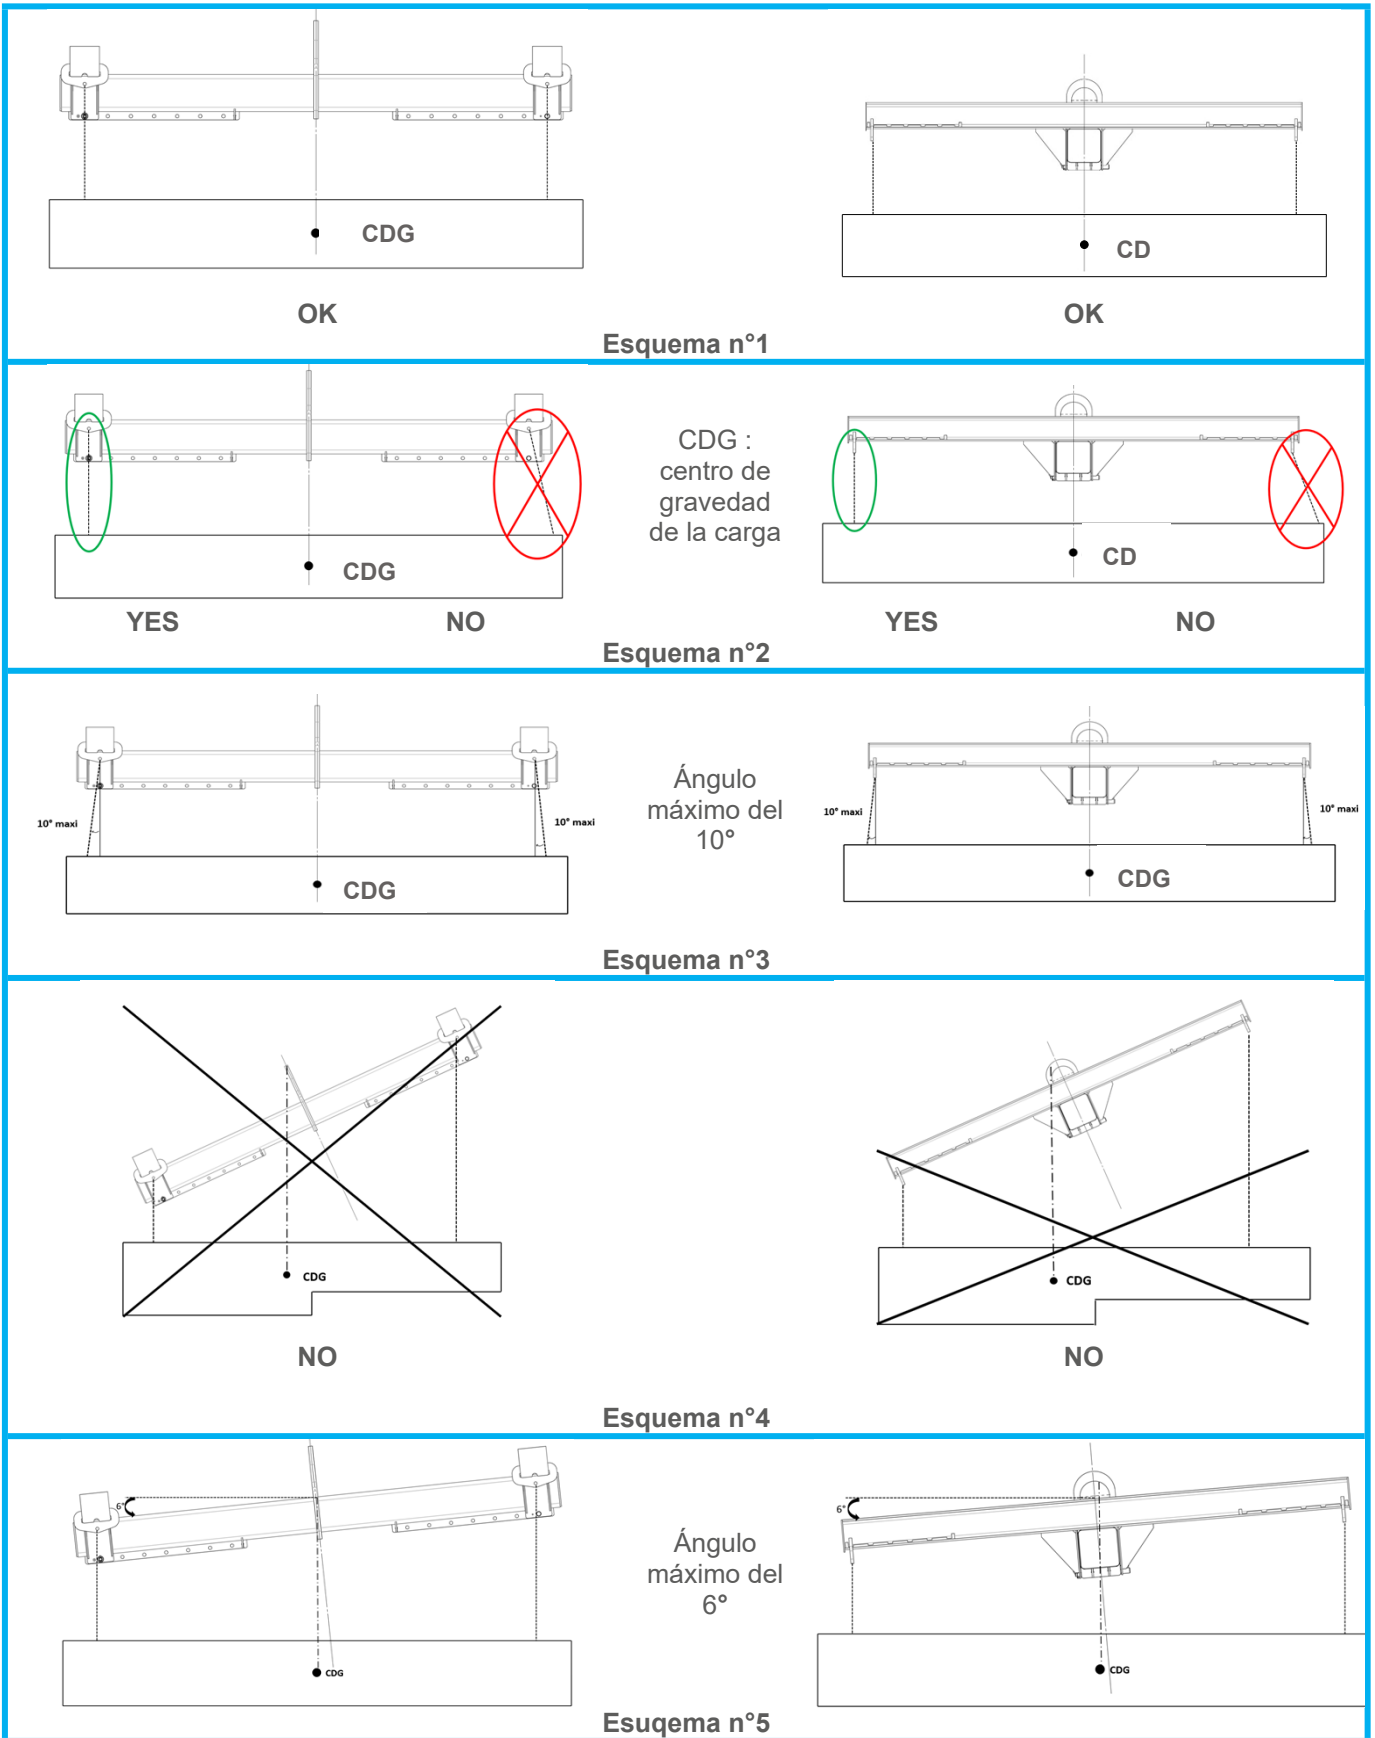 CDG
CD
OK
OK
Esquema n°1
CDG :
centro de
gravedad
de la carga
CDG
CD
YES
NO
YES
NO
Esquema n°2
Ángulo
máximo del
10°
10° maxi
10° maxi
10° maxi
10° maxi
CDG
CDG
Esquema n°3
CDG
CDG
NO
NO
Esquema n°4
6°
6°
Ángulo
máximo del
6°
CDG
CDG
Esuqema n°5